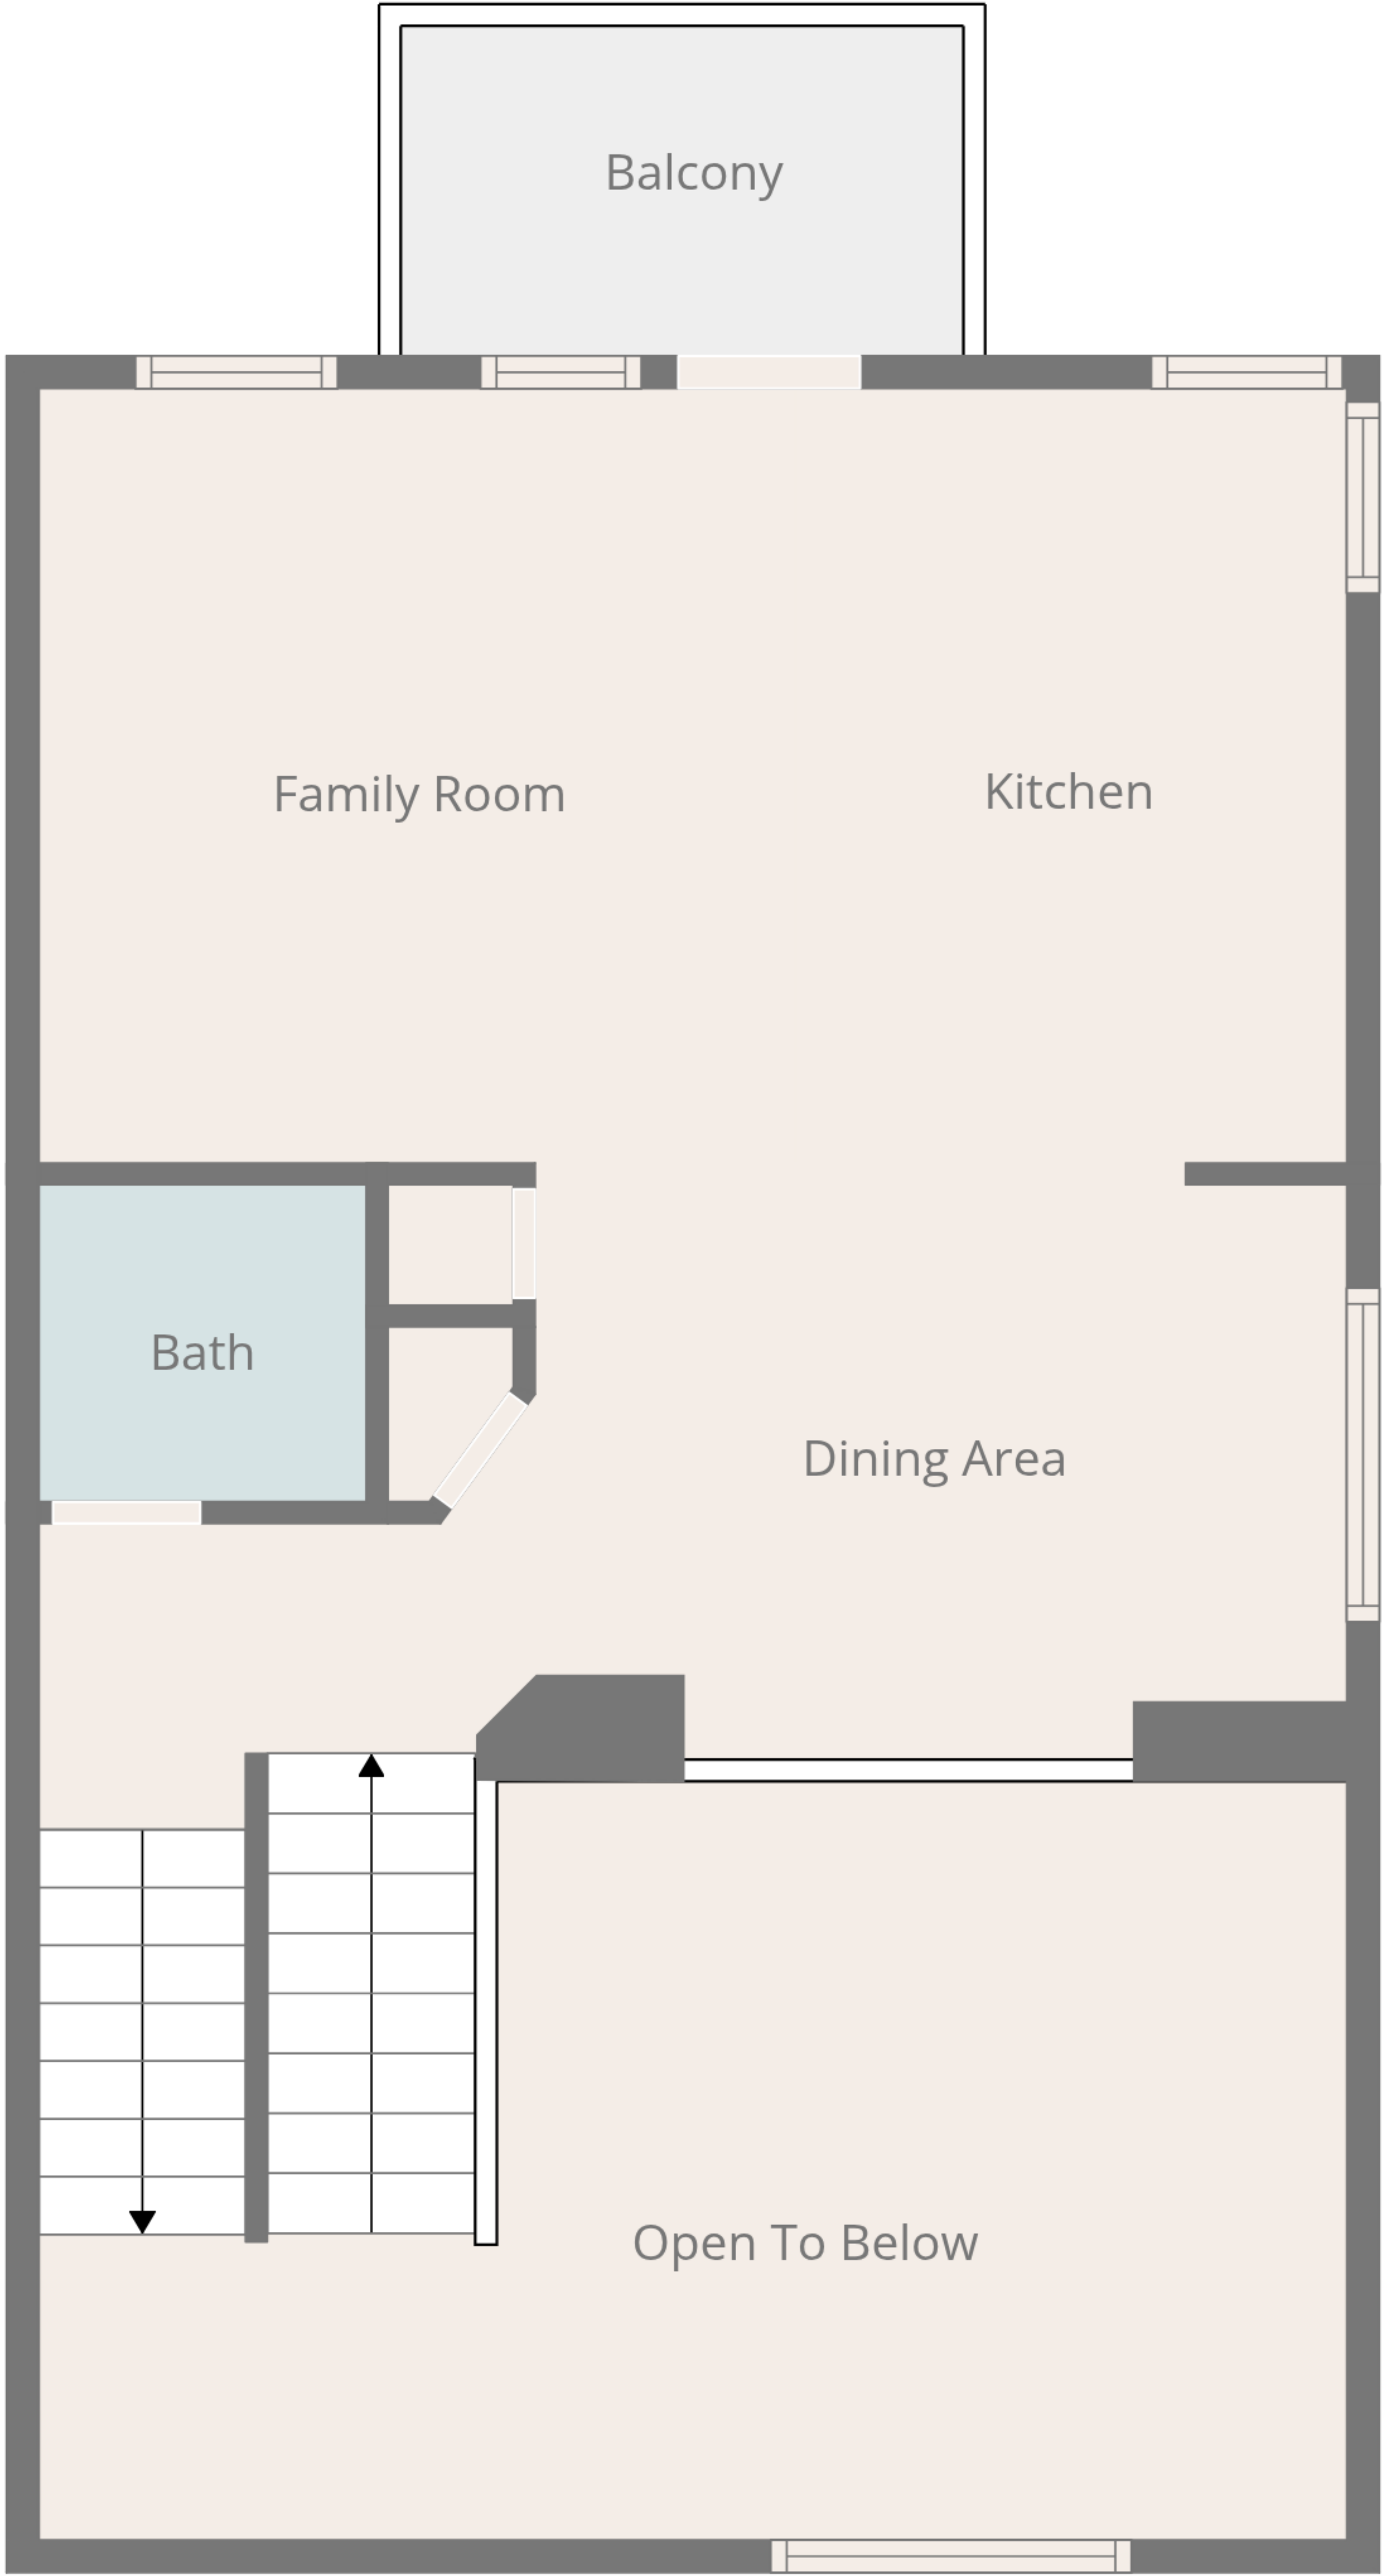 Balcony
Family Room
Kitchen
Bath
Dining Area
Open To Below